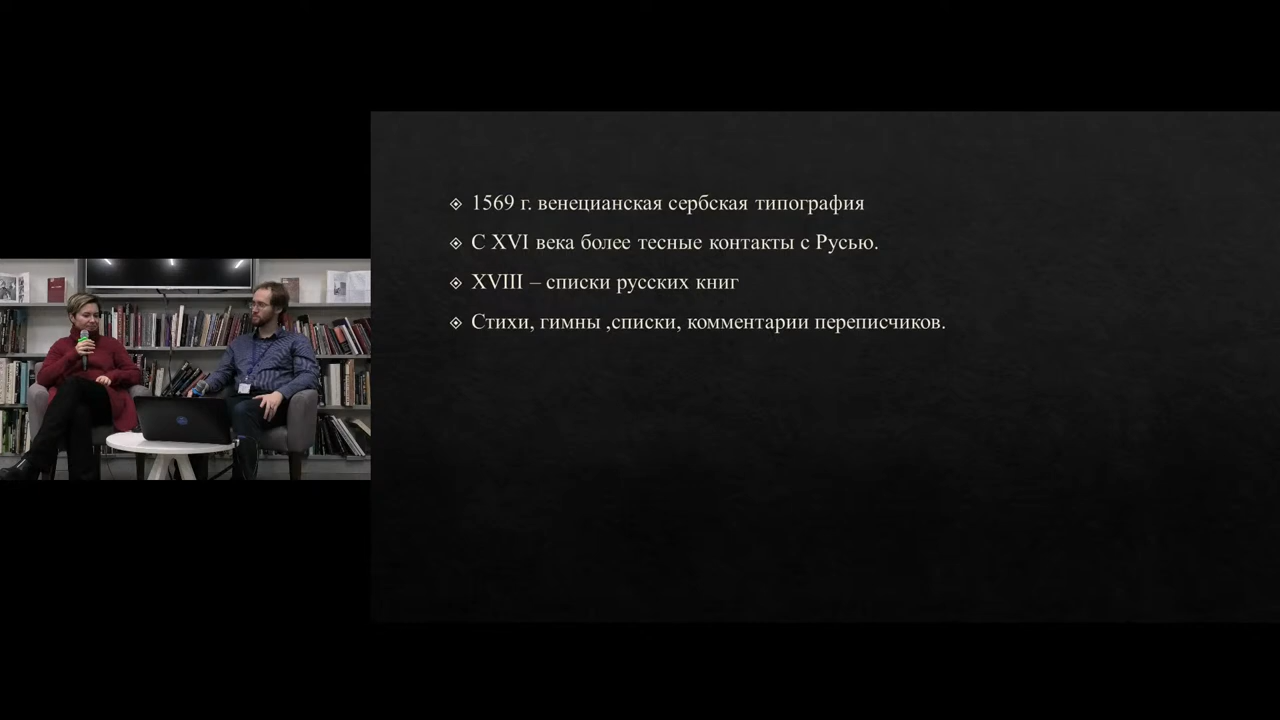 1569 г. венецианская сербская типография
С XVI века более тесные контакты с Русью.
XVIII – списки русских книг
Стихи, гимны ,списки, комментарии переписчиков.